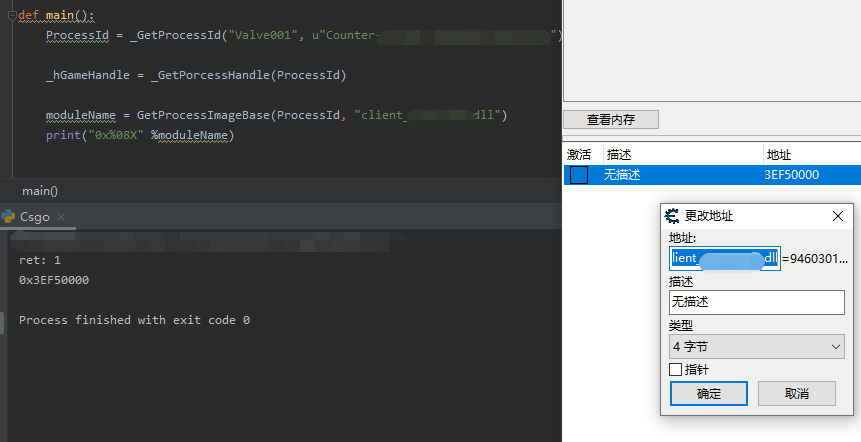 def main():
ProcessId = _GetProcessId("Valve001", u"Counter- ")
_hGameHandle = _GetPorcessHandle(ProcessId)
moduleName = GetProcessImageBase(ProcessId, "client_ dll")
print("0x%08X" %moduleName)
main()
Csgo
ret: 1
0x3EF50000
Process finished with exit code 0
查看内存
激活 描述 地址
无描述 3EF50000
更改地址
地址:
lient_ dll =9460301...
描述
无描述
类型
4 字节
指针
确定 取消